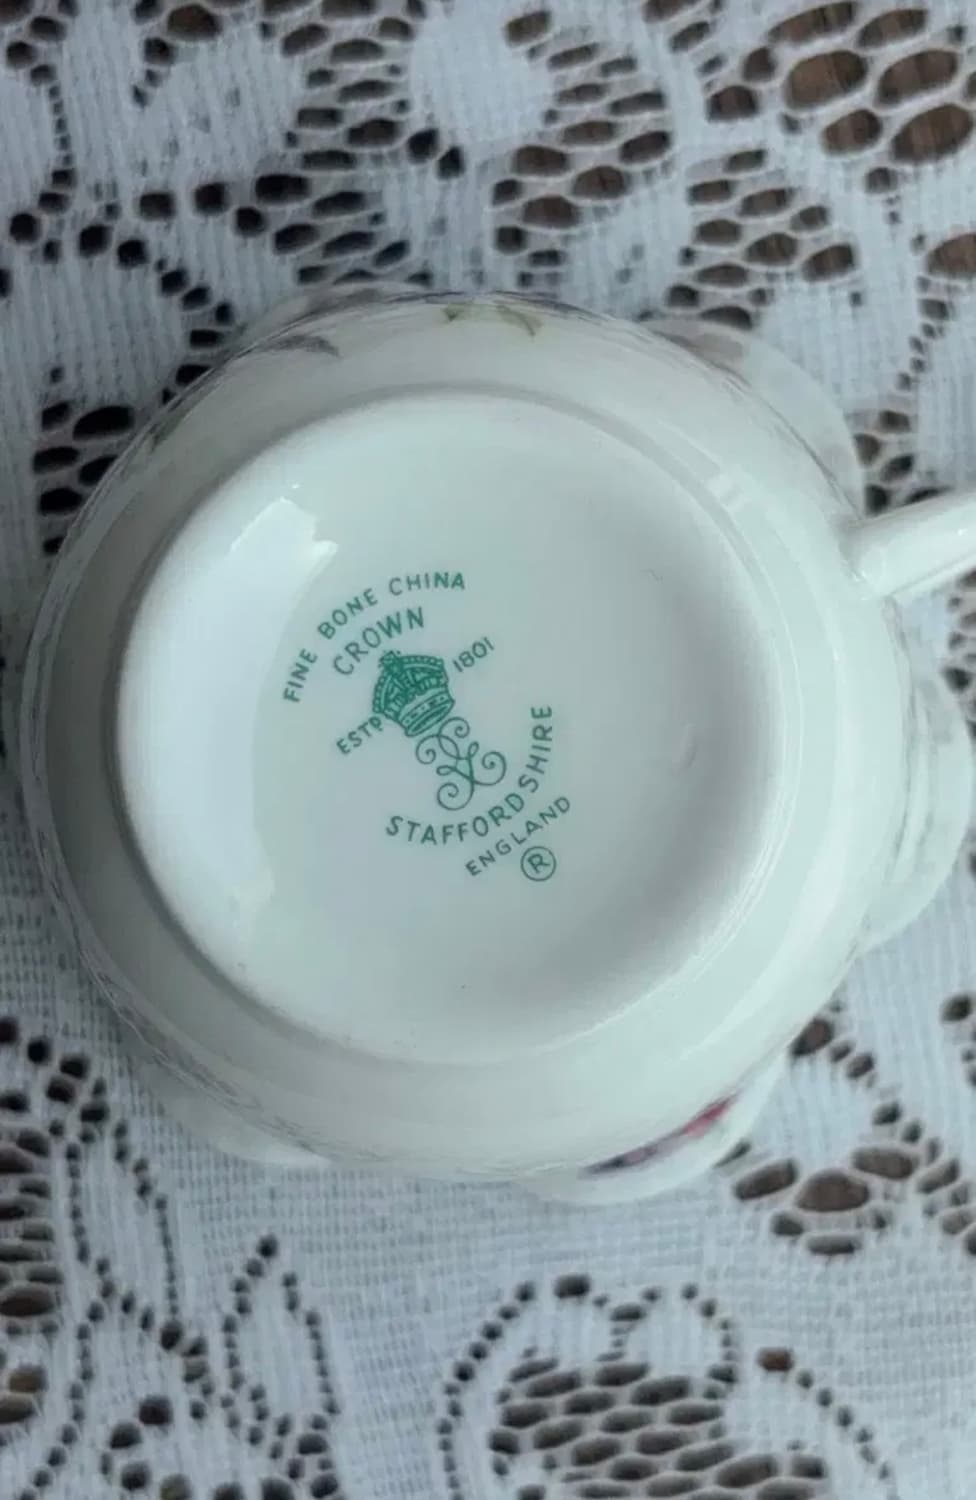 FINE BONE CHINA
CROWN
ESTD 1801
STAFFORDSHIRE
ENGLAND
®